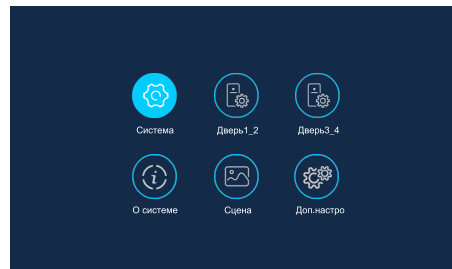 Система
Дверь1_2
Дверь3_4
О системе
Сцена
Доп.настро